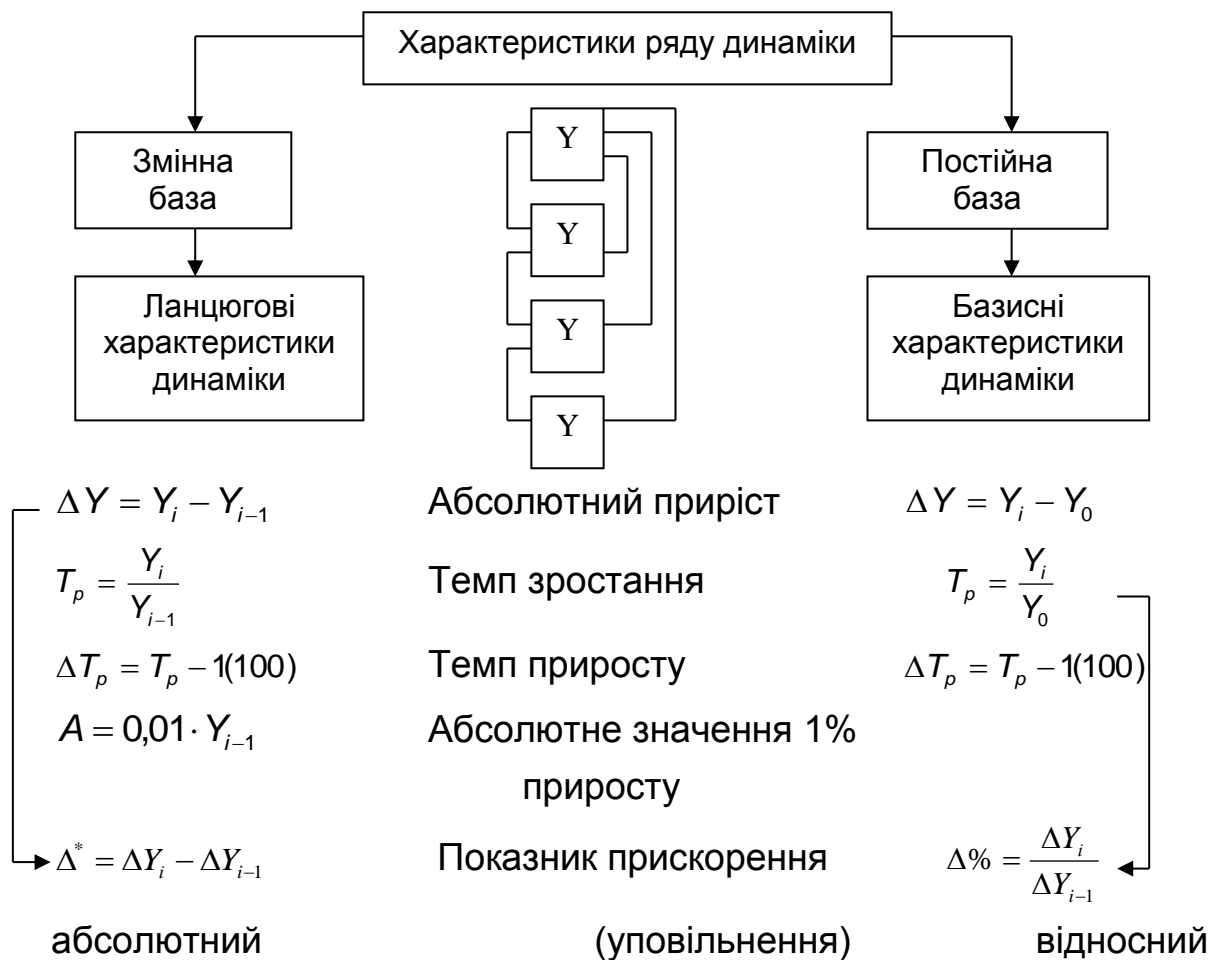 Характеристики ряду динаміки
Змінна
база
Y
Постійна
база
Y
Ланцюгові
характеристики
динаміки
Y
Базисні
характеристики
динаміки
Y
ΔY = Y_i − Y_{i−1} Абсолютний приріст ΔY = Y_i − Y_0
T_p = Y_i / Y_{i−1} Темп зростання T_p = Y_i / Y_0
ΔT_p = T_p − 1(100) Темп приросту ΔT_p = T_p − 1(100)
A = 0,01 · Y_{i−1} Абсолютне значення 1%
приросту
Δ* = ΔY_i − ΔY_{i−1} Показник прискорення Δ% = ΔY_i / ΔY_{i−1}
абсолютний (уповільнення) відносний